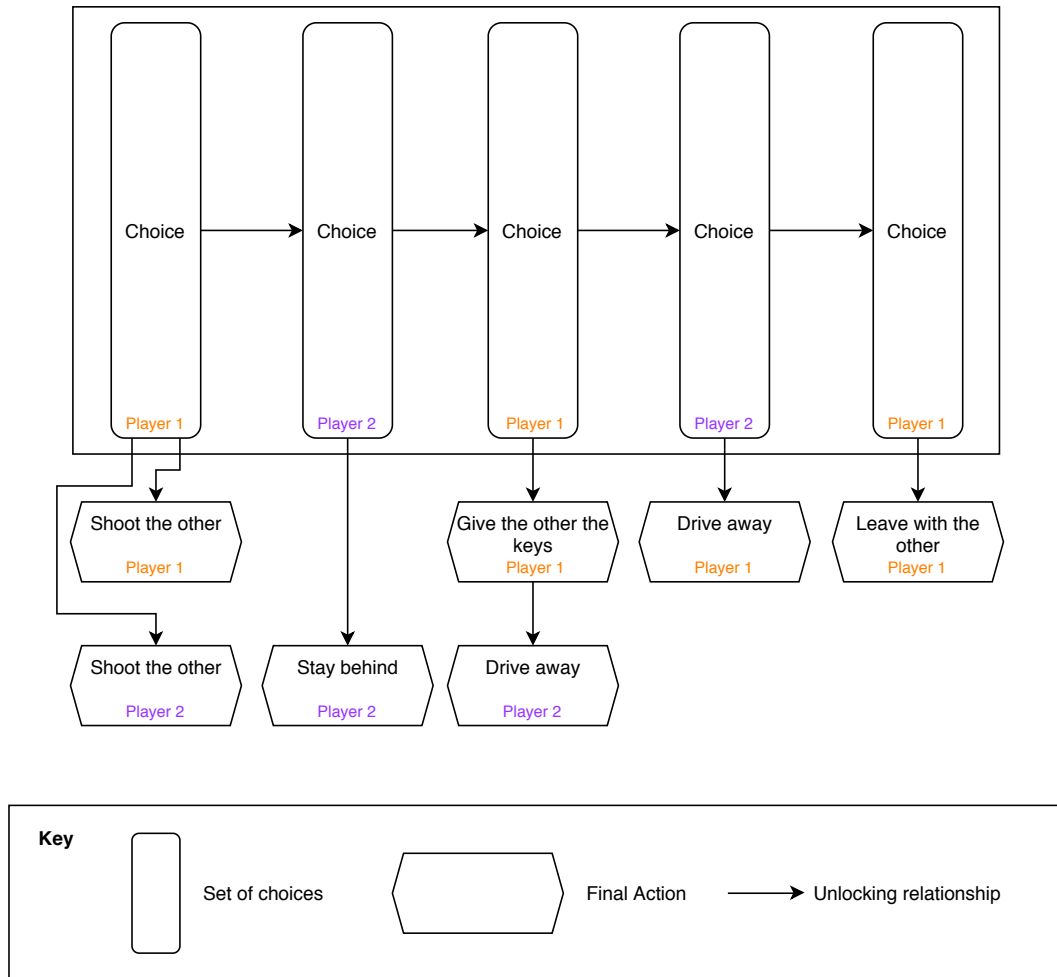 Choice
Choice
Choice
Choice
Choice
Player 1
Player 2
Player 1
Player 2
Player 1
Shoot the other
Player 1
Give the other the
keys
Player 1
Drive away
Player 1
Leave with the
other
Player 1
Shoot the other
Player 2
Stay behind
Player 2
Drive away
Player 2
Key
Set of choices
Final Action
Unlocking relationship